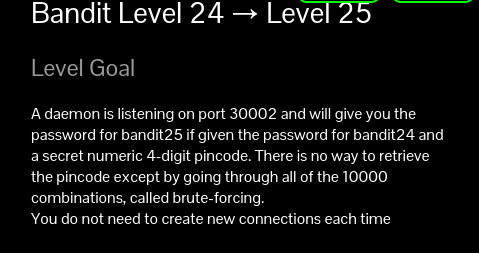 Bandit Level 24 → Level 25
Level Goal
A daemon is listening on port 30002 and will give you the
password for bandit25 if given the password for bandit24 and
a secret numeric 4-digit pincode. There is no way to retrieve
the pincode except by going through all of the 10000
combinations, called brute-forcing.
You do not need to create new connections each time